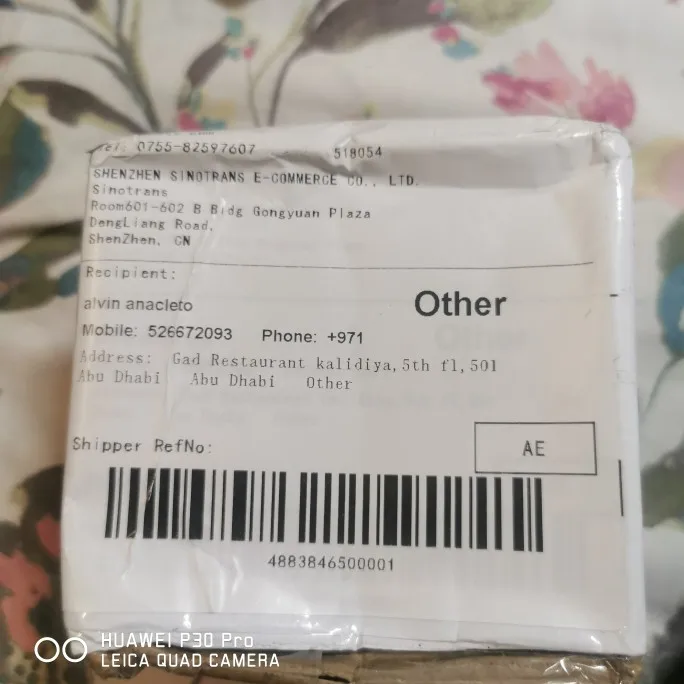 0755-82597607 518054
SHENZHEN SINOTRANS E-COMMERCE CO., LTD.
Sinotrans
Room601-602 B Bldg Gongyuan Plaza
DengLiang Road,
ShenZhen, CN
Recipient:
alvin anacleto
Other
Mobile: 526672093 Phone: +971
Address: Gad Restaurant kalidiya,5th fl,501
Abu Dhabi Abu Dhabi Other
Shipper RefNo:
AE
4883846500001
HUAWEI P30 Pro
LEICA QUAD CAMERA